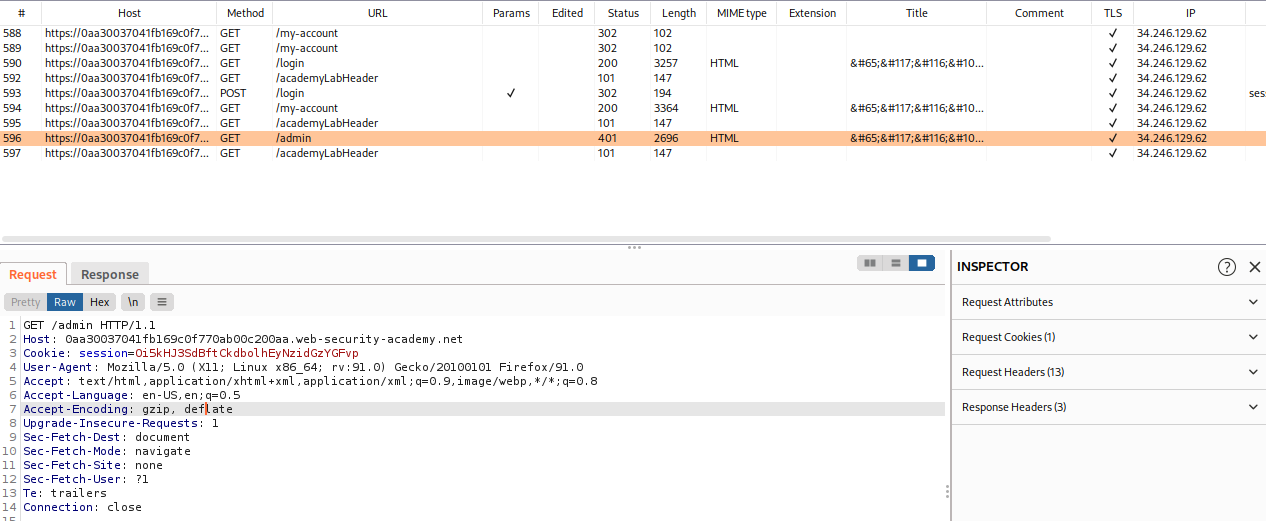 # Host Method URL Params Edited Status Length MIME type Extension Title Comment TLS IP
588 https://0aa30037041fb169c0f7... GET /my-account 302 102 ✓ 34.246.129.62
589 https://0aa30037041fb169c0f7... GET /my-account 302 102 ✓ 34.246.129.62
590 https://0aa30037041fb169c0f7... GET /login 200 3257 HTML &#65;&#117;&#116;&#10... ✓ 34.246.129.62
592 https://0aa30037041fb169c0f7... GET /academyLabHeader 101 147 ✓ 34.246.129.62
593 https://0aa30037041fb169c0f7... POST /login ✓ 302 194 ✓ 34.246.129.62 ses
594 https://0aa30037041fb169c0f7... GET /my-account 200 3364 HTML &#65;&#117;&#116;&#10... ✓ 34.246.129.62
595 https://0aa30037041fb169c0f7... GET /academyLabHeader 101 147 ✓ 34.246.129.62
596 https://0aa30037041fb169c0f7... GET /admin 401 2696 HTML &#65;&#117;&#116;&#10... ✓ 34.246.129.62
597 https://0aa30037041fb169c0f7... GET /academyLabHeader 101 147 ✓ 34.246.129.62
Request Response
Pretty Raw Hex \n ≡
1 GET /admin HTTP/1.1
2 Host: 0aa30037041fb169c0f770ab00c200aa.web-security-academy.net
3 Cookie: session=0i5kHJ3SdBftCkdbolhEyNzidGzYGFvp
4 User-Agent: Mozilla/5.0 (X11; Linux x86_64; rv:91.0) Gecko/20100101 Firefox/91.0
5 Accept: text/html,application/xhtml+xml,application/xml;q=0.9,image/webp,*/*;q=0.8
6 Accept-Language: en-US,en;q=0.5
7 Accept-Encoding: gzip, deflate
8 Upgrade-Insecure-Requests: 1
9 Sec-Fetch-Dest: document
10 Sec-Fetch-Mode: navigate
11 Sec-Fetch-Site: none
12 Sec-Fetch-User: ?1
13 Te: trailers
14 Connection: close
15
INSPECTOR
Request Attributes
Request Cookies (1)
Request Headers (13)
Response Headers (3)